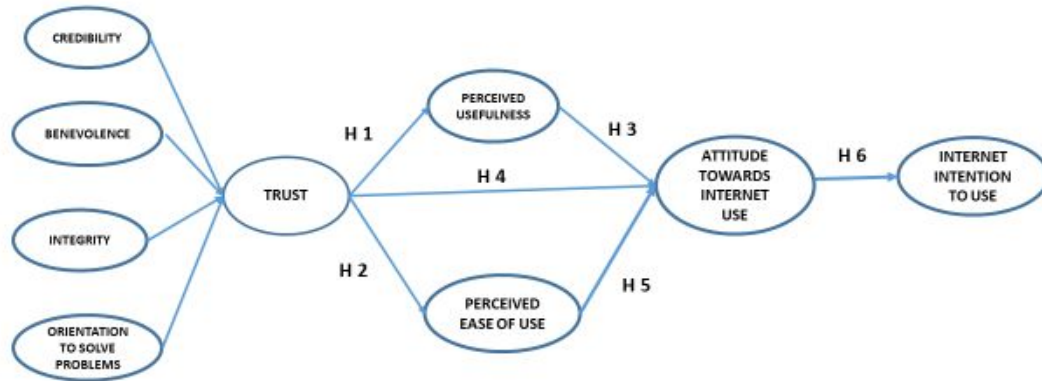 CREDIBILITY
BENEVOLENCE
INTEGRITY
ORIENTATION
TO SOLVE
PROBLEMS
TRUST
H 1
H 2
PERCEIVED
USEFULNESS
H 4
PERCEIVED
EASE OF USE
H 3
H 5
ATTITUDE
TOWARDS
INTERNET
USE
H 6
INTERNET
INTENTION
TO USE